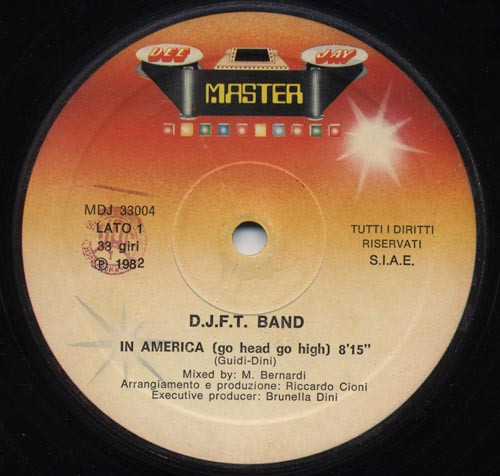 DEE JAY
MASTER
MDJ 33004
LATO 1
33 giri
℗ 1982
TUTTI I DIRITTI
RISERVATI
S.I.A.E.
D.J.F.T. BAND
IN AMERICA (go head go high) 8'15"
(Guidi-Dini)
Mixed by: M. Bernardi
Arrangiamento e produzione: Riccardo Cioni
Executive producer: Brunella Dini